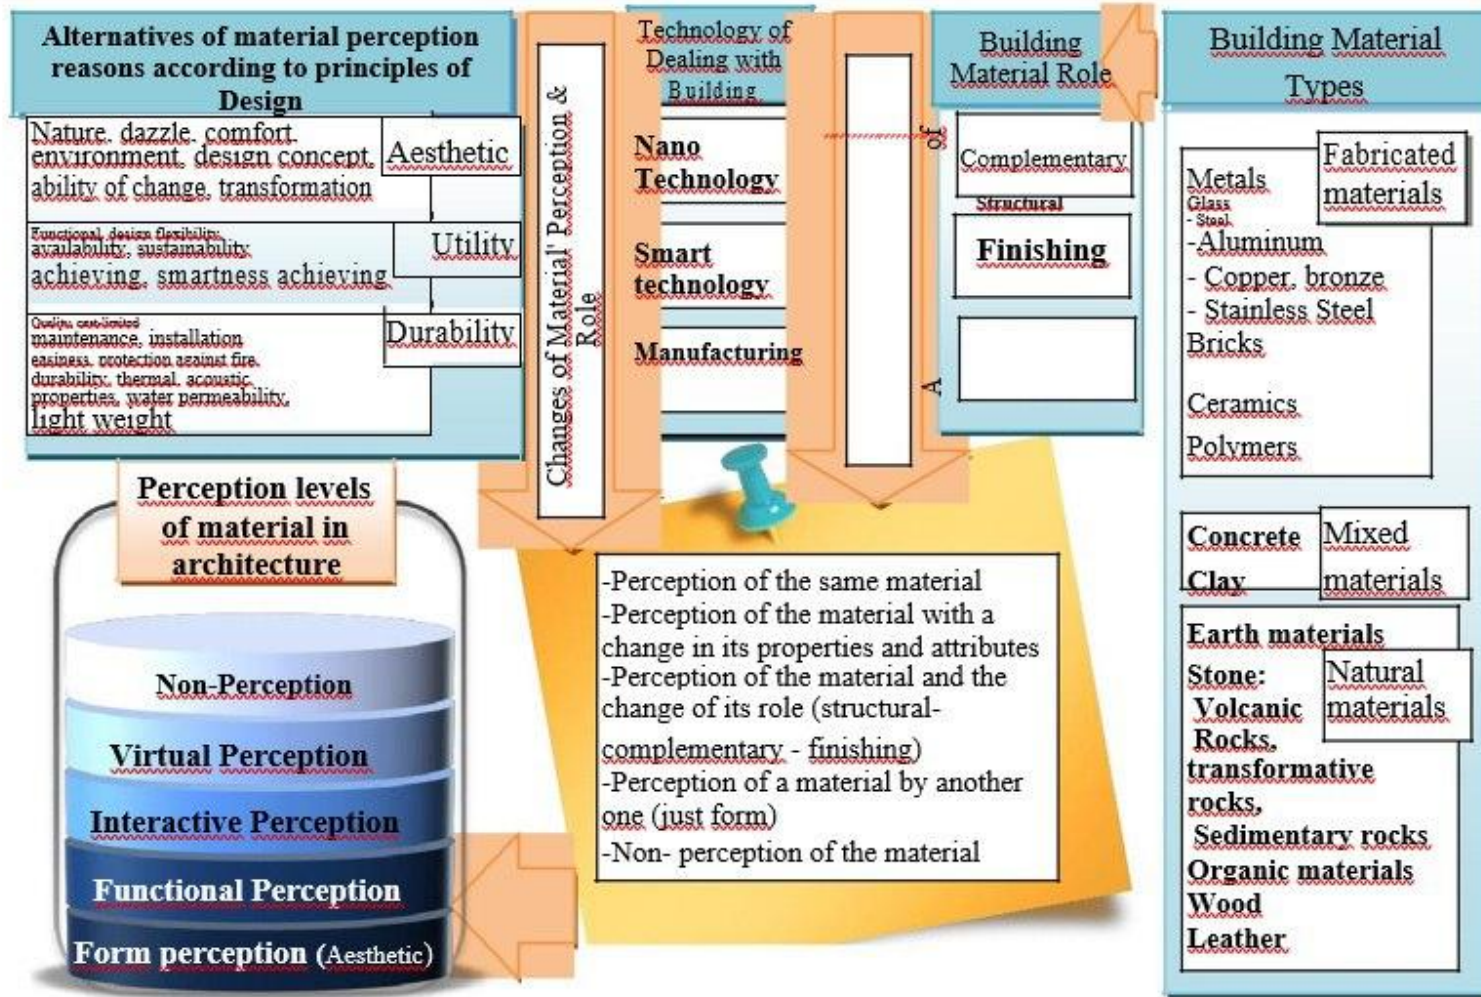 Alternatives of material perception
reasons according to principles of
Design
Nature, dazzle, comfort,
environment, design concept,
ability of change, transformation
Aesthetic
Functional, design flexibility,
availability, sustainability
achieving, smartness achieving
Utility
Quality, cost-limited
maintenance, installation
easiness, protection against fire,
durability, thermal, acoustic
properties, water permeability,
light weight
Durability
Changes of Material' Perception &
Role
Technology of
Dealing with
Building
Nano
Technology
Smart
technology
Manufacturing
of
A
Building
Material Role
Complementary
Structural
Finishing
Building Material
Types
Fabricated
materials
Metals
Glass
- Steel
-Aluminum
- Copper, bronze
- Stainless Steel
Bricks
Ceramics
Polymers
Concrete
Clay
Mixed
materials
Earth materials
Stone:
Volcanic
Rocks,
transformative
rocks,
Sedimentary rocks
Organic materials
Wood
Leather
Natural
materials
Perception levels
of material in
architecture
Non-Perception
Virtual Perception
Interactive Perception
Functional Perception
Form perception (Aesthetic)
-Perception of the same material
-Perception of the material with a
change in its properties and attributes
-Perception of the material and the
change of its role (structural-
complementary - finishing)
-Perception of a material by another
one (just form)
-Non- perception of the material